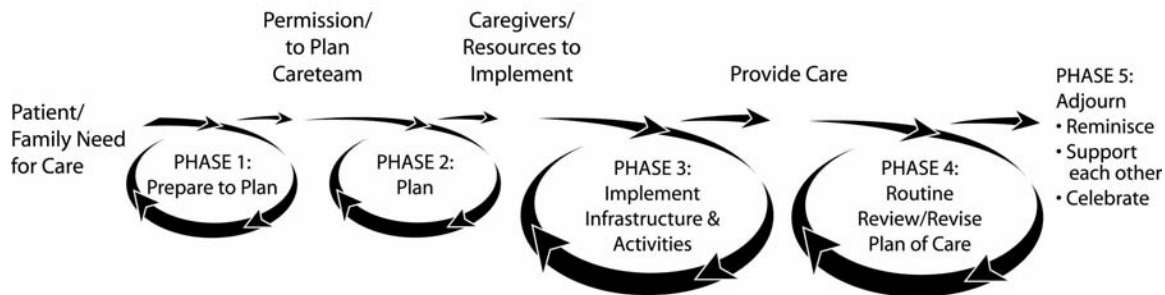 Patient/
Family Need
for Care
PHASE 1:
Prepare to Plan
Permission/
to Plan
Careteam
PHASE 2:
Plan
Caregivers/
Resources to
Implement
PHASE 3:
Implement
Infrastructure &
Activities
Provide Care
PHASE 4:
Routine
Review/Revise
Plan of Care
PHASE 5:
Adjourn
• Reminisce
• Support
each other
• Celebrate